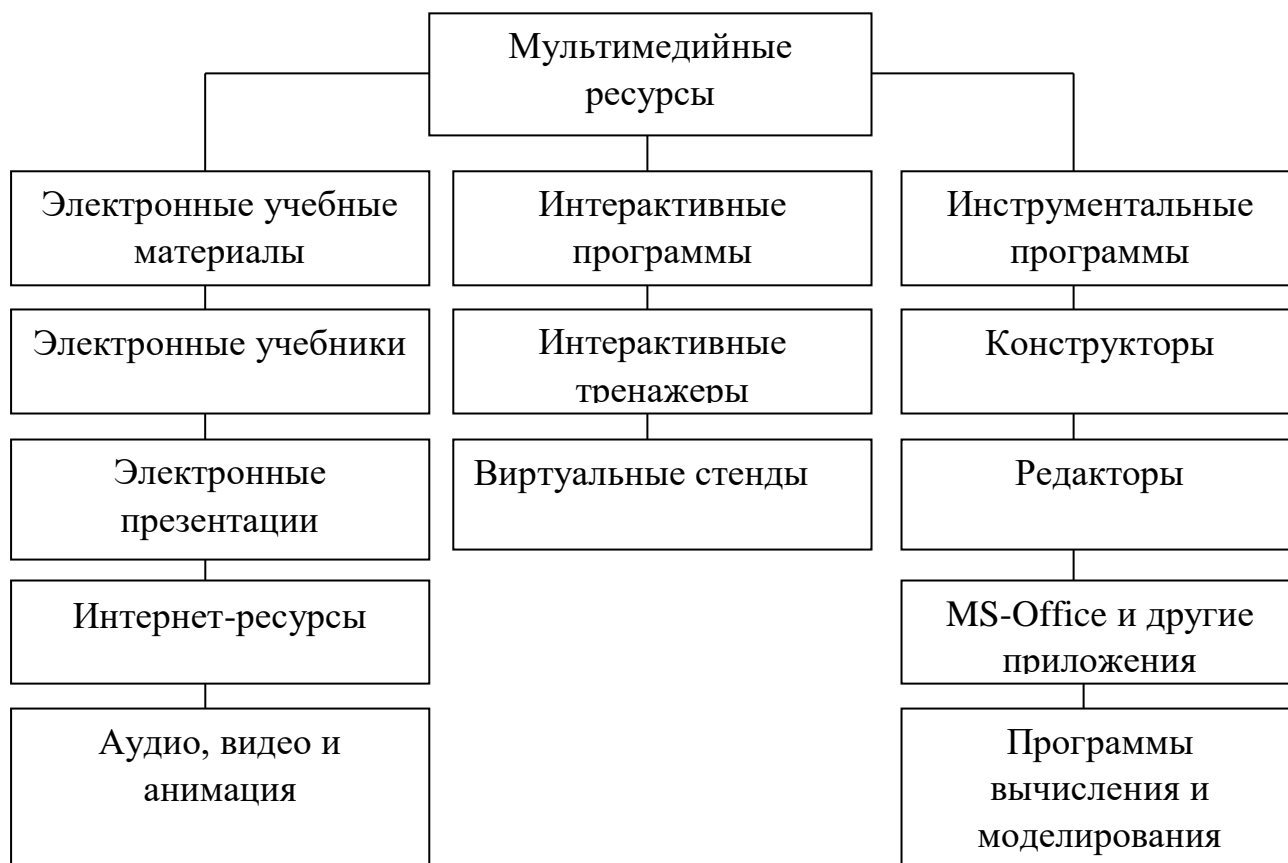 Мультимедийные
ресурсы
Электронные учебные
материалы
Интерактивные
программы
Инструментальные
программы
Электронные учебники
Интерактивные
тренажеры
Конструкторы
Электронные
презентации
Виртуальные стенды
Редакторы
Интернет-ресурсы
MS-Office и другие
приложения
Аудио, видео и
анимация
Программы
вычисления и
моделирования